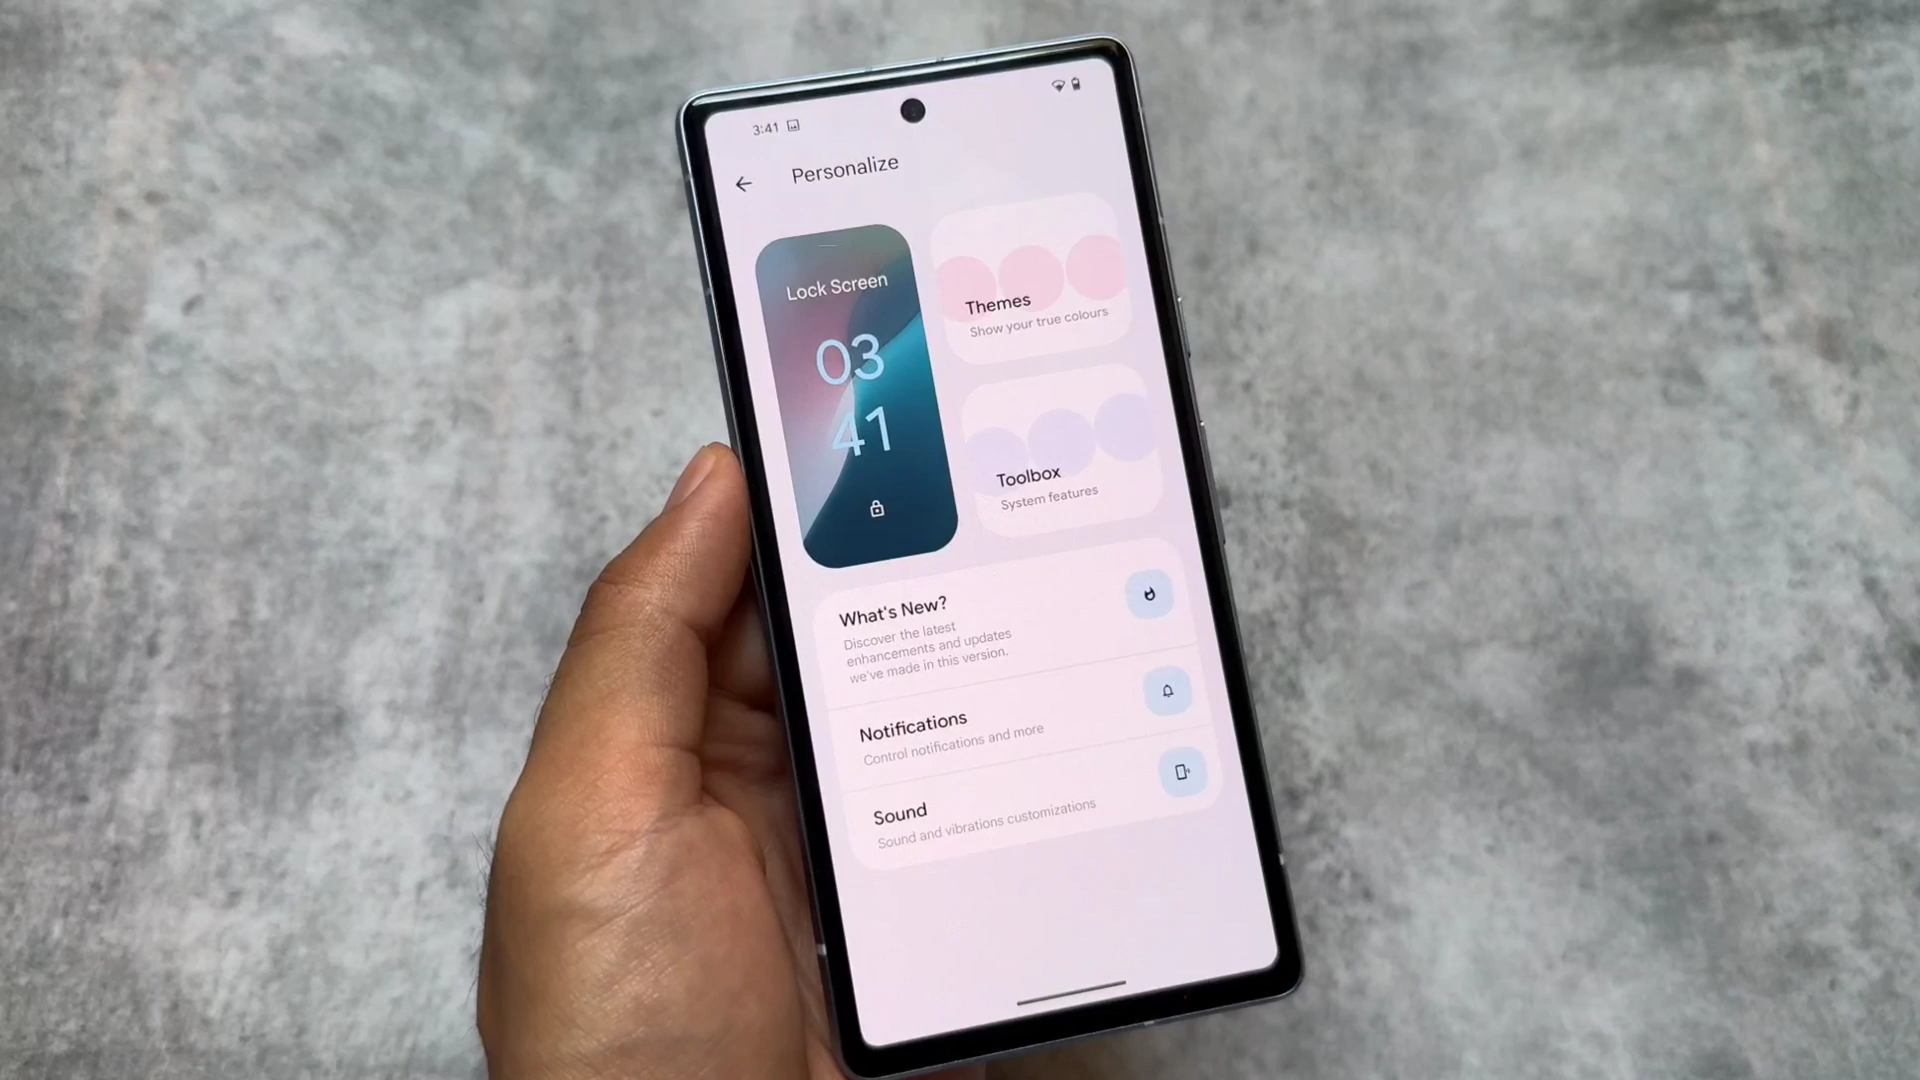 3:41
Personalize
Lock Screen
03
41
Themes
Show your true colours
Toolbox
System features
What's New?
Discover the latest
enhancements and updates
we've made in this version.
Notifications
Control notifications and more
Sound
Sound and vibrations customizations